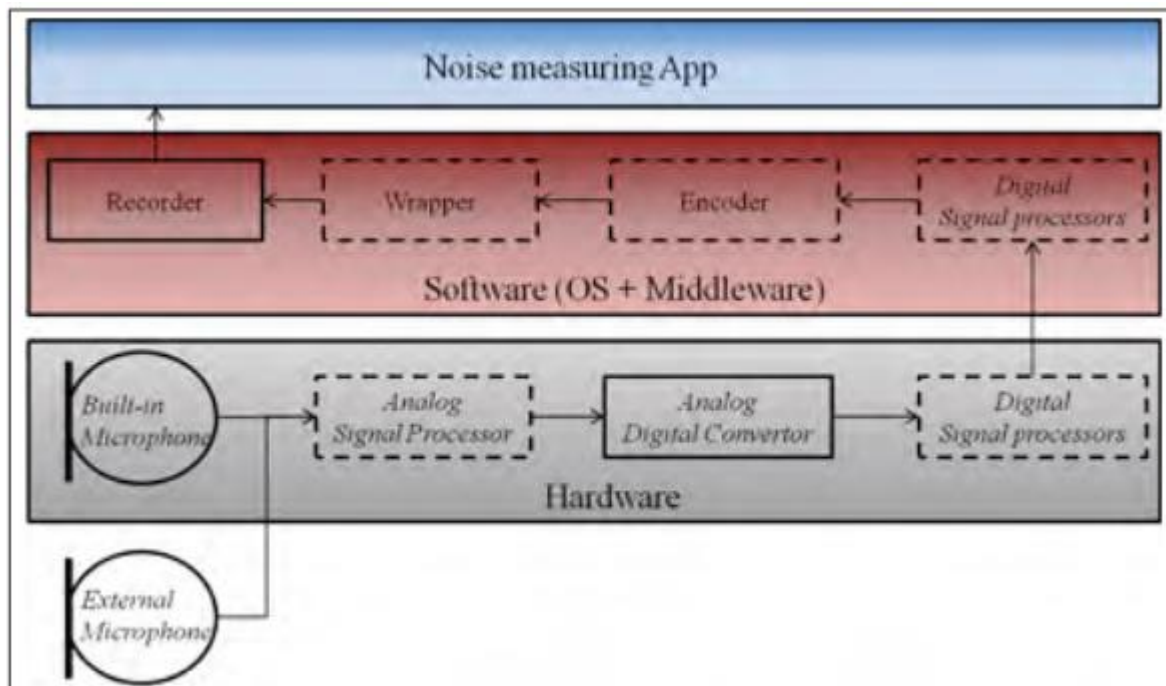 Noise measuring App
Recorder
Wrapper
Encoder
Digital
Signal processors
Software (OS + Middleware)
Built-in
Microphone
Analog
Signal Processor
Analog
Digital Convertor
Digital
Signal processors
Hardware
External
Microphone